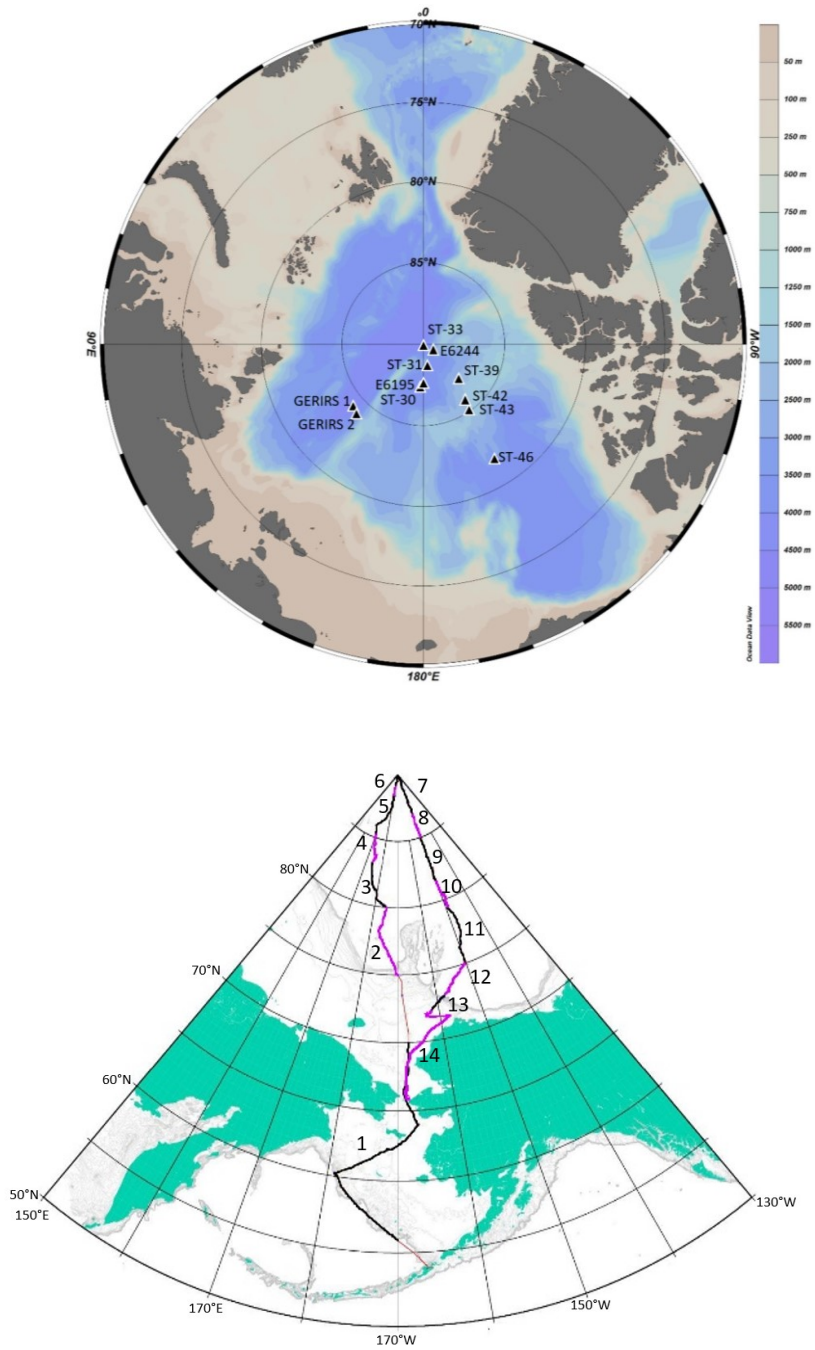 .0
70°N
75°N
80°N
85°N
90°E
90°W
ST-33
E6244
ST-31
ST-39
E6195
ST-30
ST-42
ST-43
GERIRS 1
GERIRS 2
ST-46
180°E
50 m
100 m
250 m
500 m
750 m
1000 m
1250 m
1500 m
2000 m
2500 m
3000 m
3500 m
4000 m
4500 m
5000 m
5500 m
Ocean Data View
6
7
5
8
4
9
80°N
3
10
11
2
12
70°N
13
14
60°N
1
50°N
150°E
130°W
170°E
150°W
170°W